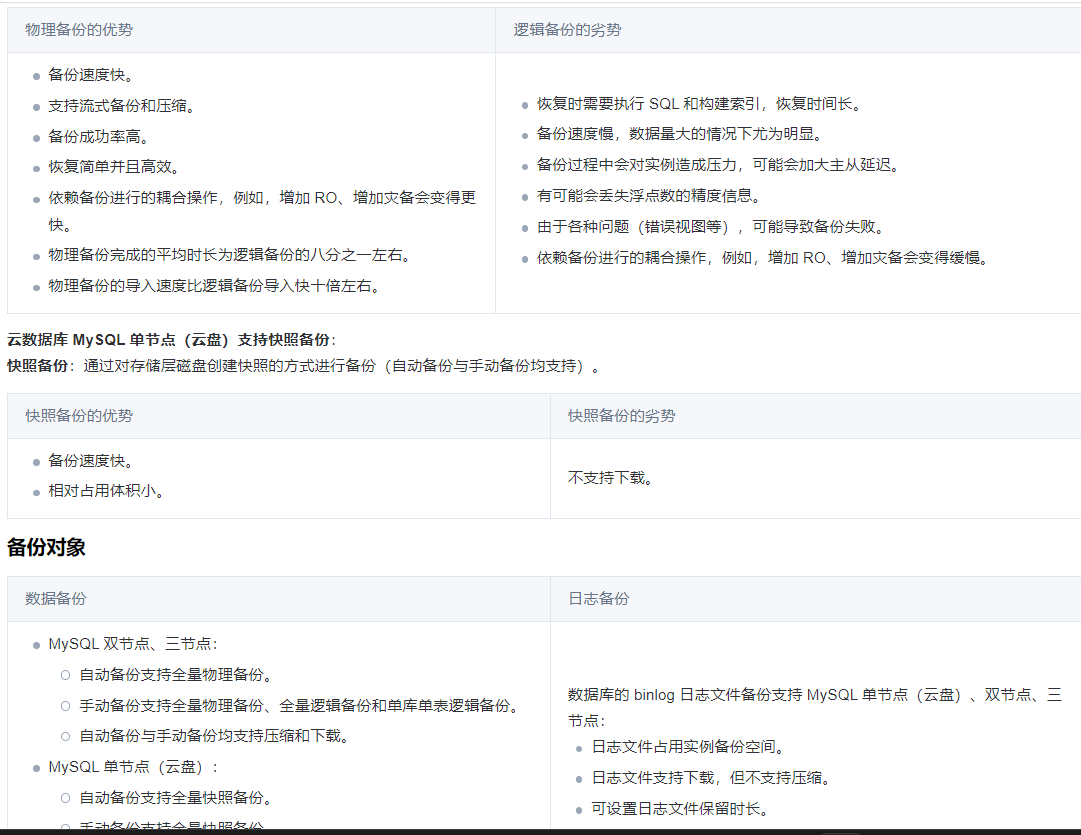 物理备份的优势
逻辑备份的劣势
备份速度快。
支持流式备份和压缩。
备份成功率高。
恢复简单并且高效。
依赖备份进行的耦合操作，例如，增加 RO、增加灾备会变得更
快。
物理备份完成的平均时长为逻辑备份的八分之一左右。
物理备份的导入速度比逻辑备份导入快十倍左右。
恢复时需要执行 SQL 和构建索引，恢复时间长。
备份速度慢，数据量大的情况下尤为明显。
备份过程中会对实例造成压力，可能会加大主从延迟。
有可能会丢失浮点数的精度信息。
由于各种问题（错误视图等），可能导致备份失败。
依赖备份进行的耦合操作，例如，增加 RO、增加灾备会变得缓慢。
云数据库 MySQL 单节点（云盘）支持快照备份：
快照备份：通过对存储层磁盘创建快照的方式进行备份（自动备份与手动备份均支持）。
快照备份的优势
快照备份的劣势
备份速度快。
相对占用体积小。
不支持下载。
备份对象
数据备份
日志备份
MySQL 双节点、三节点：
自动备份支持全量物理备份。
手动备份支持全量物理备份、全量逻辑备份和单库单表逻辑备份。
自动备份与手动备份均支持压缩和下载。
MySQL 单节点（云盘）：
自动备份支持全量快照备份。
手动备份支持全量快照备份
数据库的 binlog 日志文件备份支持 MySQL 单节点（云盘）、双节点、三
节点：
日志文件占用实例备份空间。
日志文件支持下载，但不支持压缩。
可设置日志文件保留时长。